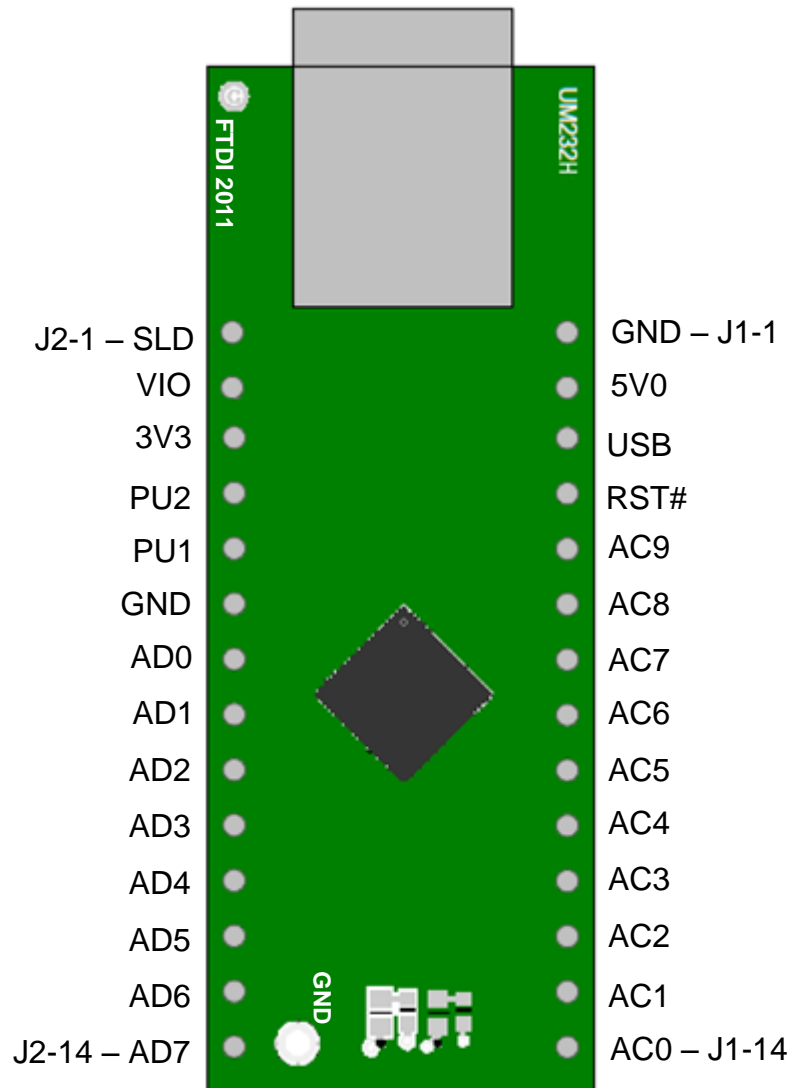 ©
FTDI 2011
UM232H
J2-1 – SLD
VIO
3V3
PU2
PU1
GND
AD0
AD1
AD2
AD3
AD4
AD5
AD6
J2-14 – AD7
GND – J1-1
5V0
USB
RST#
AC9
AC8
AC7
AC6
AC5
AC4
AC3
AC2
AC1
AC0 – J1-14
GND